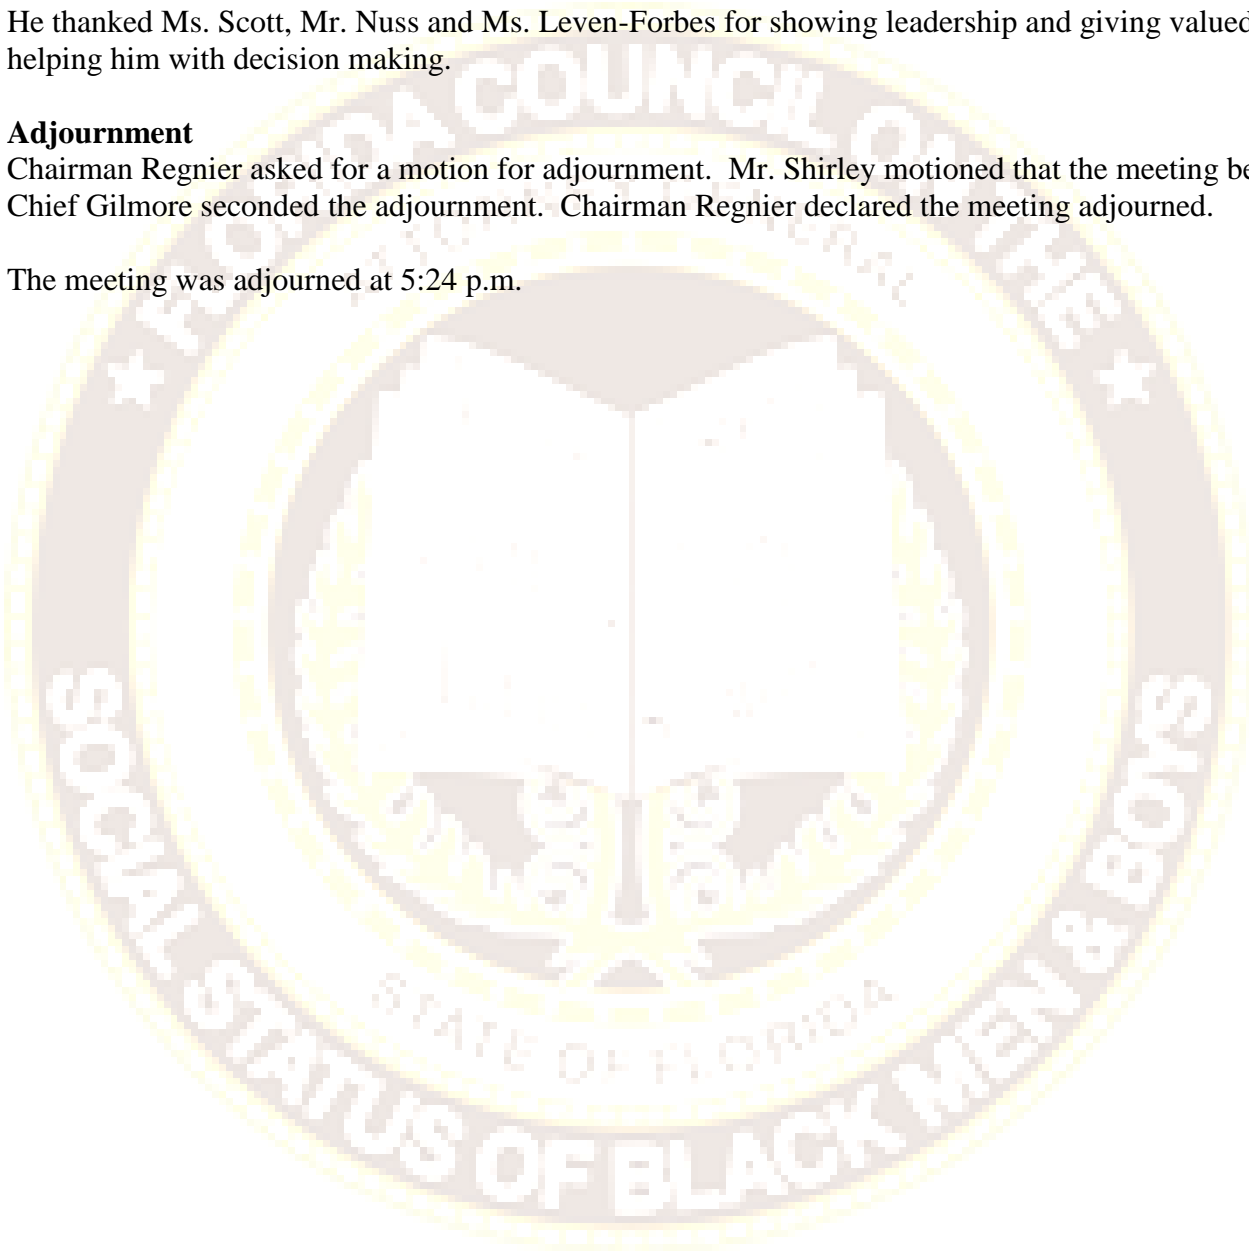 He thanked Ms. Scott, Mr. Nuss and Ms. Leven-Forbes for showing leadership and giving valued
helping him with decision making.
Adjournment
Chairman Regnier asked for a motion for adjournment.  Mr. Shirley motioned that the meeting be
Chief Gilmore seconded the adjournment.  Chairman Regnier declared the meeting adjourned.
The meeting was adjourned at 5:24 p.m.
★ FLORIDA COUNCIL ON THE ★
SOCIAL STATUS OF BLACK MEN & BOYS
STATE OF FLORIDA